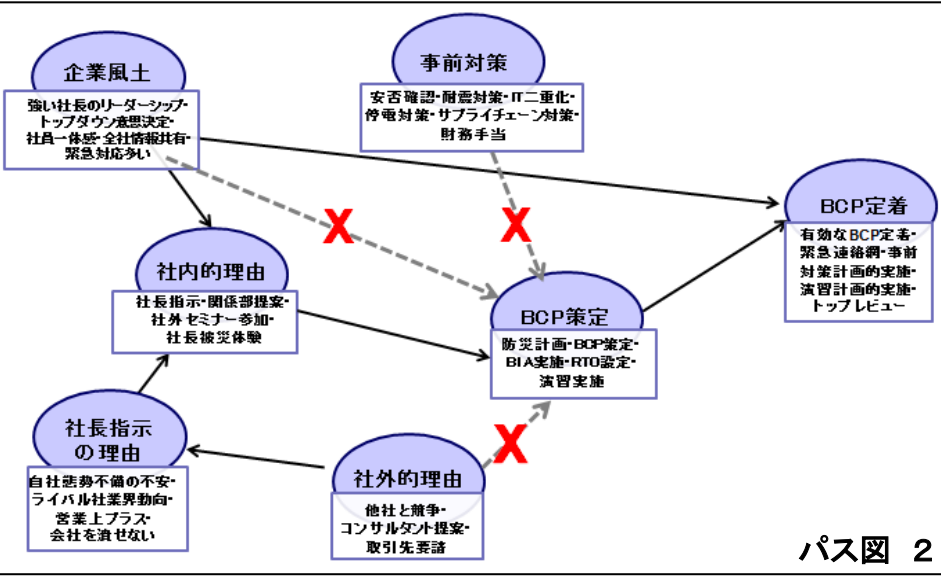 企業風土
強い社長のリーダーシップ・
トップダウン意思決定・
社員一体感・全社情報共有・
緊急対応多い
事前対策
安否確認・耐震対策・IT二重化・
停電対策・サプライチェーン対策・
財務手当
BCP定着
有効なBCP定着・
緊急連絡網・事前
対策計画的実施・
演習計画的実施・
トップレビュー
X
X
社内的理由
社長指示・関係部提案・
社外セミナー参加・
社長被災体験
BCP策定
防災計画・BCP策定・
BIA実施・RTO設定・
演習実施
社長指示
の理由
自社態勢不備の不安・
ライバル社業界動向・
営業上プラス・
会社を潰せない
X
社外的理由
他社と競争・
コンサルタント提案・
取引先要請
パス図 2